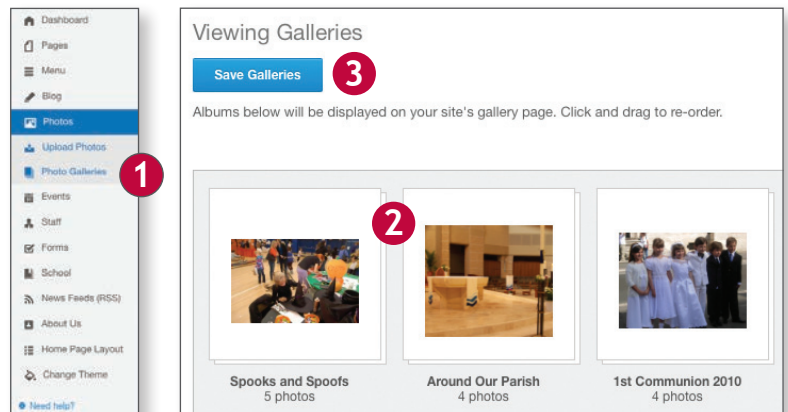 Dashboard
Pages
Menu
Blog
Photos
Upload Photos
Photo Galleries
1
Events
Staff
Forms
School
News Feeds (RSS)
About Us
Home Page Layout
Change Theme
Need help?
Viewing Galleries
Save Galleries
3
Albums below will be displayed on your site's gallery page. Click and drag to re-order.
2
Spooks and Spoofs
5 photos
Around Our Parish
4 photos
1st Communion 2010
4 photos